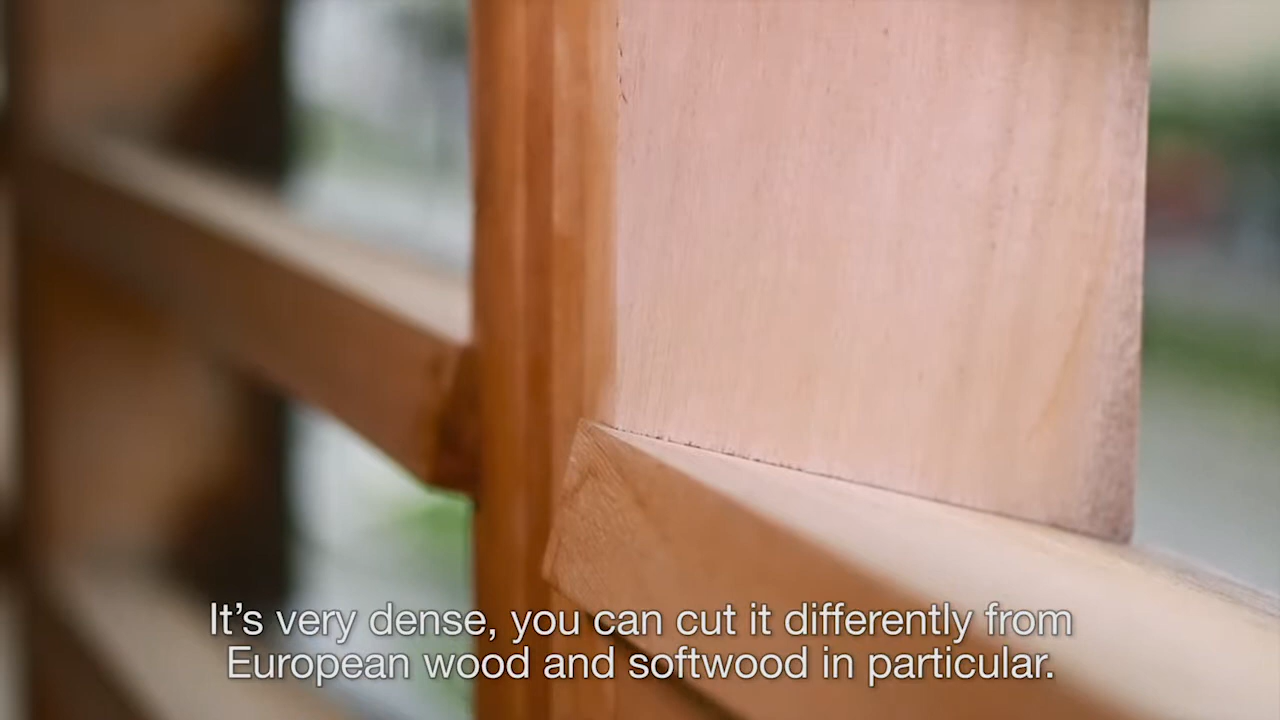 It’s very dense, you can cut it differently from
European wood and softwood in particular.